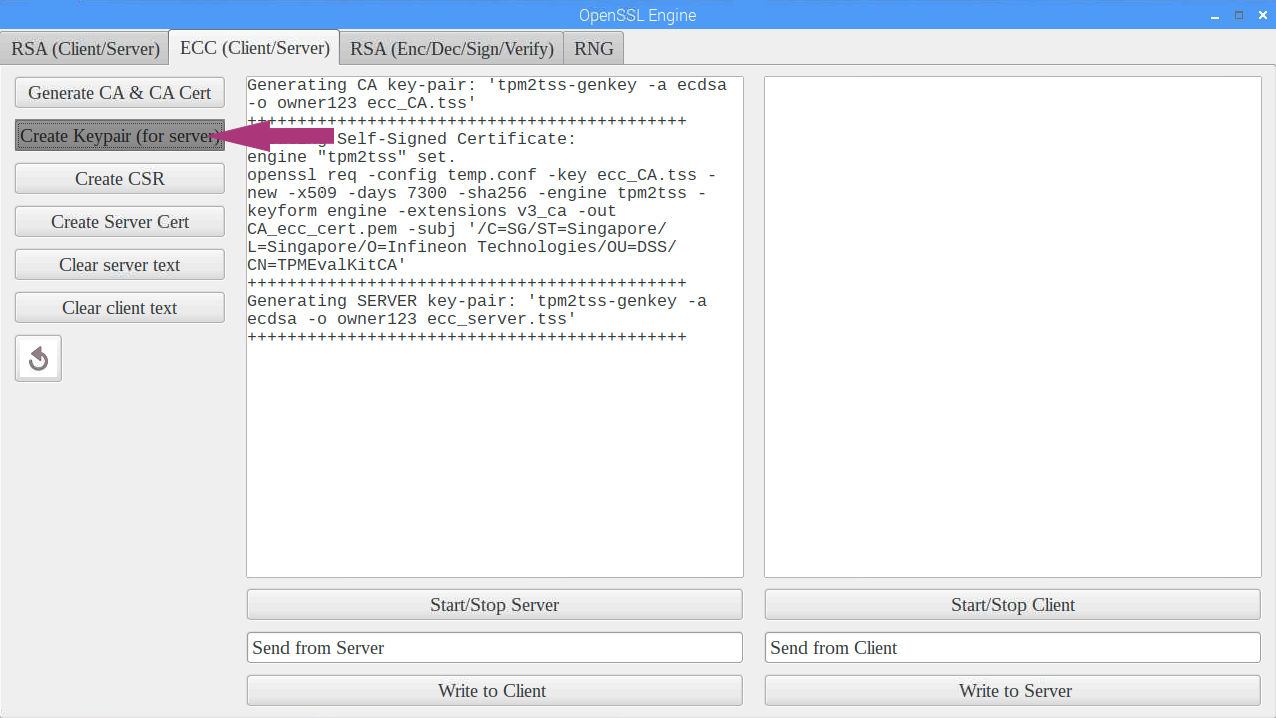 OpenSSL Engine
RSA (Client/Server)
ECC (Client/Server)
RSA (Enc/Dec/Sign/Verify)
RNG
Generate CA & CA Cert
Create Keypair (for server)
Create CSR
Create Server Cert
Clear server text
Clear client text
Generating CA key-pair: 'tpm2tss-genkey -a ecdsa
-o owner123 ecc_CA.tss'
++++++++++++++++++++++++++++++++++++++++++++
Self-Signed Certificate:
engine "tpm2tss" set.
openssl req -config temp.conf -key ecc_CA.tss -
new -x509 -days 7300 -sha256 -engine tpm2tss -
keyform engine -extensions v3_ca -out
CA_ecc_cert.pem -subj '/C=SG/ST=Singapore/
L=Singapore/O=Infineon Technologies/OU=DSS/
CN=TPMEvalKitCA'
++++++++++++++++++++++++++++++++++++++++++++
Generating SERVER key-pair: 'tpm2tss-genkey -a
ecdsa -o owner123 ecc_server.tss'
++++++++++++++++++++++++++++++++++++++++++++
Start/Stop Server
Send from Server
Write to Client
Start/Stop Client
Send from Client
Write to Server